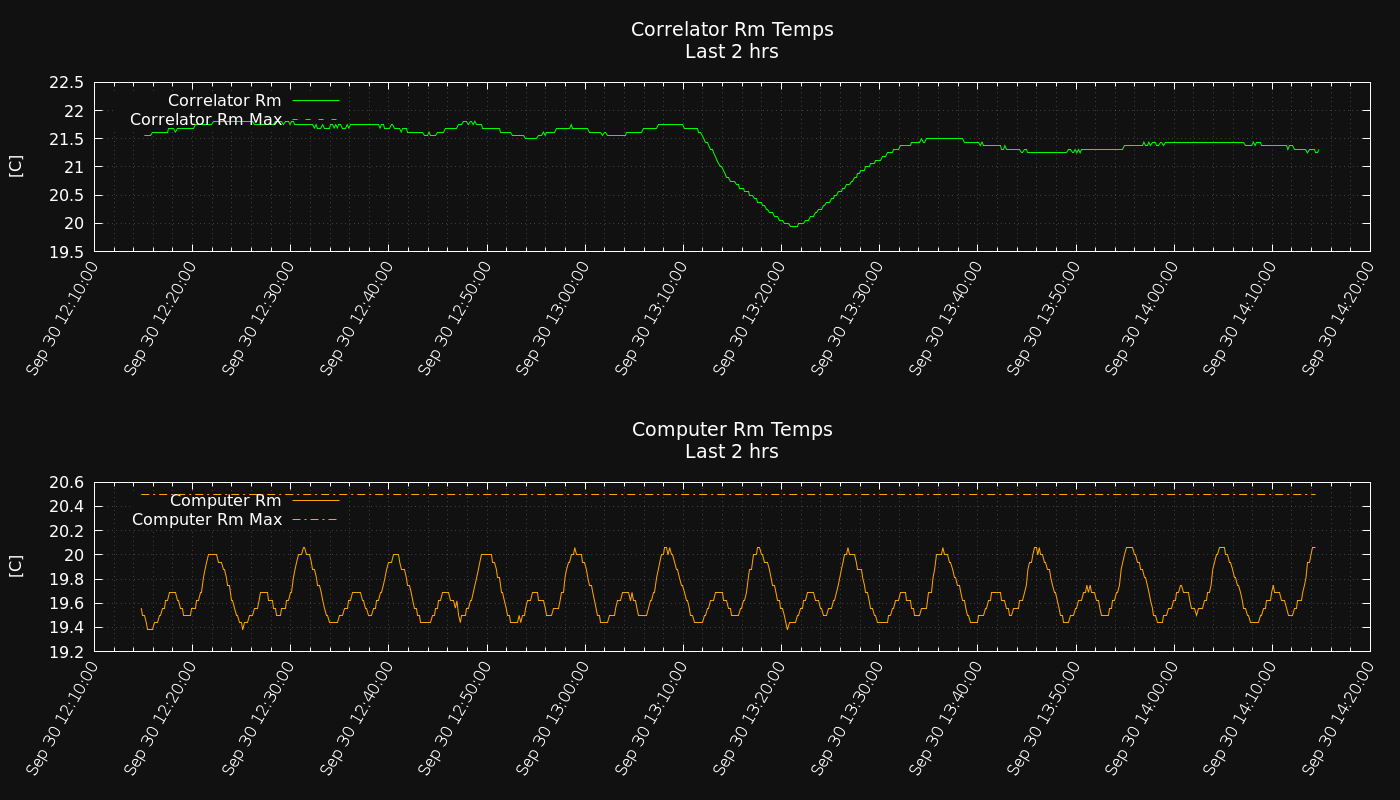 Correlator Rm Temps
Last 2 hrs
[C]
22.5
22
21.5
21
20.5
20
19.5
Correlator Rm
Correlator Rm Max
Sep 30 12:10:00
Sep 30 12:20:00
Sep 30 12:30:00
Sep 30 12:40:00
Sep 30 12:50:00
Sep 30 13:00:00
Sep 30 13:10:00
Sep 30 13:20:00
Sep 30 13:30:00
Sep 30 13:40:00
Sep 30 13:50:00
Sep 30 14:00:00
Sep 30 14:10:00
Sep 30 14:20:00
Computer Rm Temps
Last 2 hrs
[C]
20.6
20.4
20.2
20
19.8
19.6
19.4
19.2
Computer Rm
Computer Rm Max
Sep 30 12:10:00
Sep 30 12:20:00
Sep 30 12:30:00
Sep 30 12:40:00
Sep 30 12:50:00
Sep 30 13:00:00
Sep 30 13:10:00
Sep 30 13:20:00
Sep 30 13:30:00
Sep 30 13:40:00
Sep 30 13:50:00
Sep 30 14:00:00
Sep 30 14:10:00
Sep 30 14:20:00